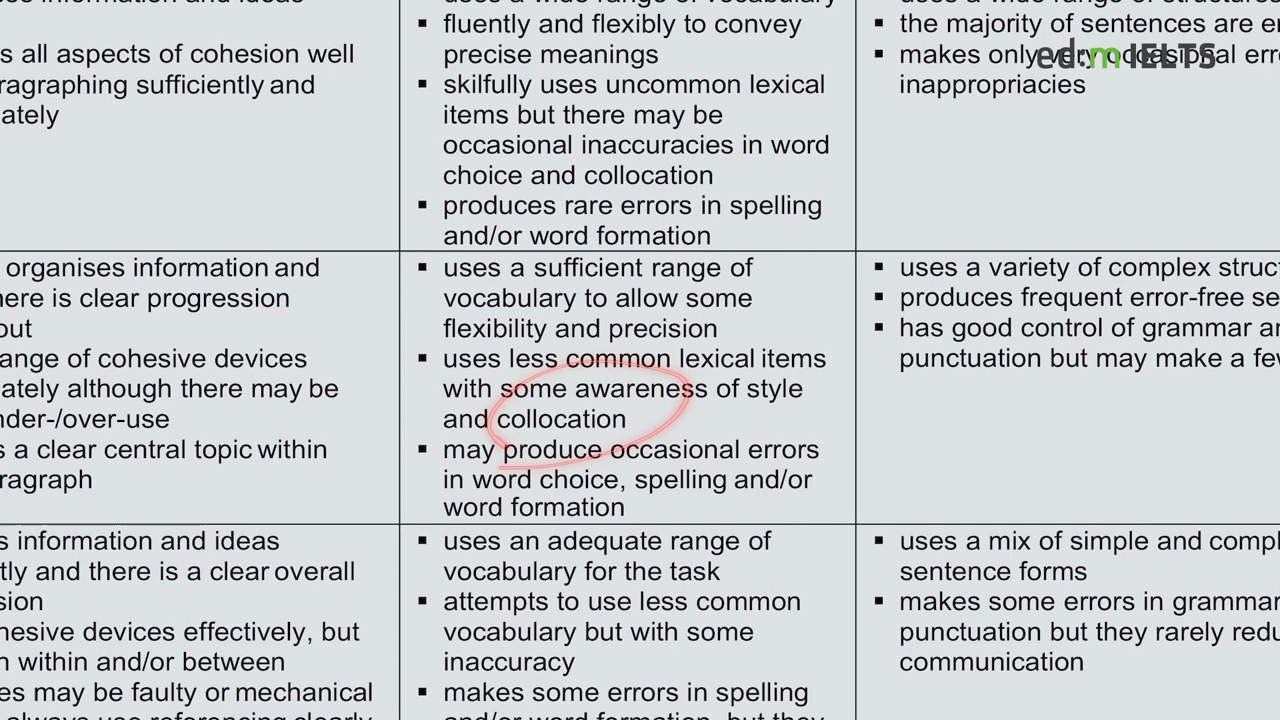 s all aspects of cohesion well
ragraphing sufficiently and
ately
fluently and flexibly to convey
precise meanings
skilfully uses uncommon lexical
items but there may be
occasional inaccuracies in word
choice and collocation
produces rare errors in spelling
and/or word formation
the majority of sentences are
makes only very occasional
inappropriacies
ed:m IELTS
organises information and
here is clear progression
out
ange of cohesive devices
ately although there may be
nder-/over-use
s a clear central topic within
ragraph
uses a sufficient range of
vocabulary to allow some
flexibility and precision
uses less common lexical items
with some awareness of style
and collocation
may produce occasional errors
in word choice, spelling and/or
word formation
uses a variety of complex struct
produces frequent error-free se
has good control of grammar
punctuation but may make a few
s information and ideas
tly and there is a clear overall
sion
hesive devices effectively, but
n within and/or between
es may be faulty or mechanical
uses an adequate range of
vocabulary for the task
attempts to use less common
vocabulary but with some
inaccuracy
makes some errors in spelling
uses a mix of simple and compl
sentence forms
makes some errors in grammar
punctuation but they rarely redu
communication